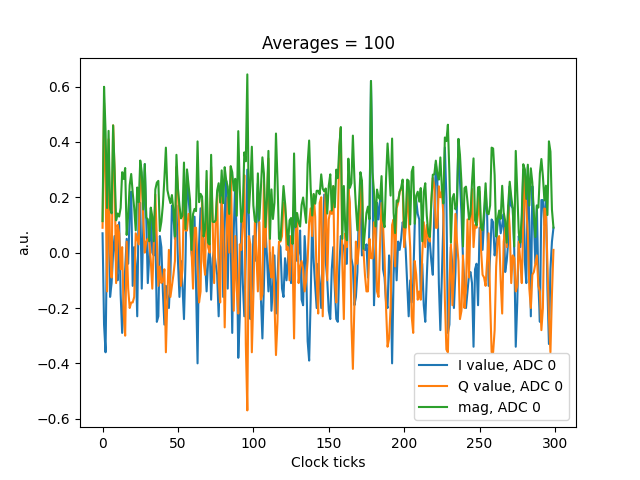 Averages = 100
a.u.
0.6
0.4
0.2
0.0
−0.2
−0.4
−0.6
I value, ADC 0
Q value, ADC 0
mag, ADC 0
0 50 100 150 200 250 300
Clock ticks